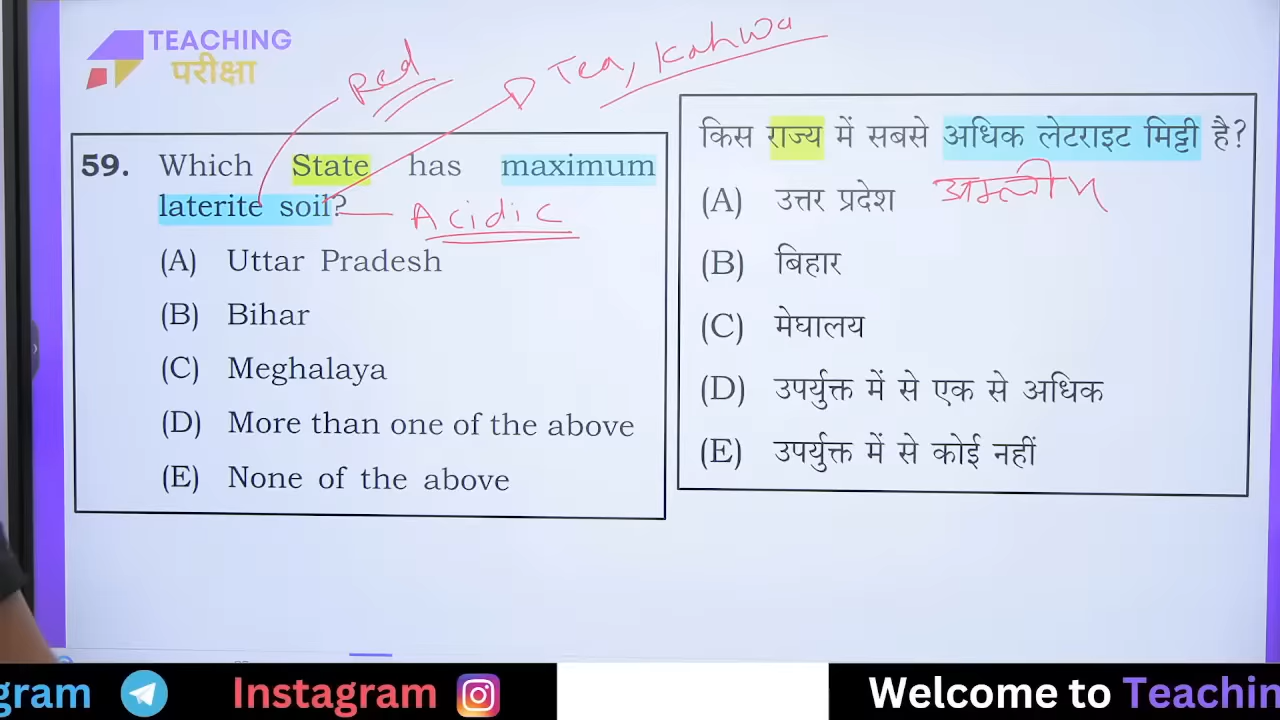 TEACHING
परीक्षा
Red
Tea, Kahwa
59. Which State has maximum
laterite soil?
Acidic
(A) Uttar Pradesh
(B) Bihar
(C) Meghalaya
(D) More than one of the above
(E) None of the above
किस राज्य में सबसे अधिक लेटराइट मिट्टी है?
अम्लीय
(A) उत्तर प्रदेश
(B) बिहार
(C) मेघालय
(D) उपर्युक्त में से एक से अधिक
(E) उपर्युक्त में से कोई नहीं
gram Instagram Welcome to Teachin